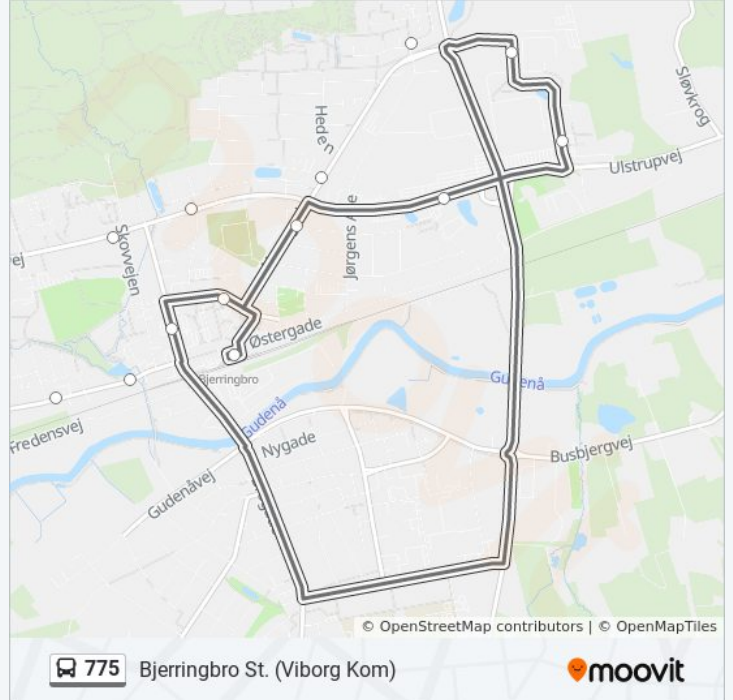 Sløvkrog
Heden
Ulstrupvej
Skovvejen
Jørgens A
ej
Østergade
Bjerringbro
Gudenå
Gudenå
Fredensvej
Nygade
Busbjergvej
Gudenåvej
© OpenStreetMap contributors | © OpenMapTiles
775 Bjerringbro St. (Viborg Kom) moovit